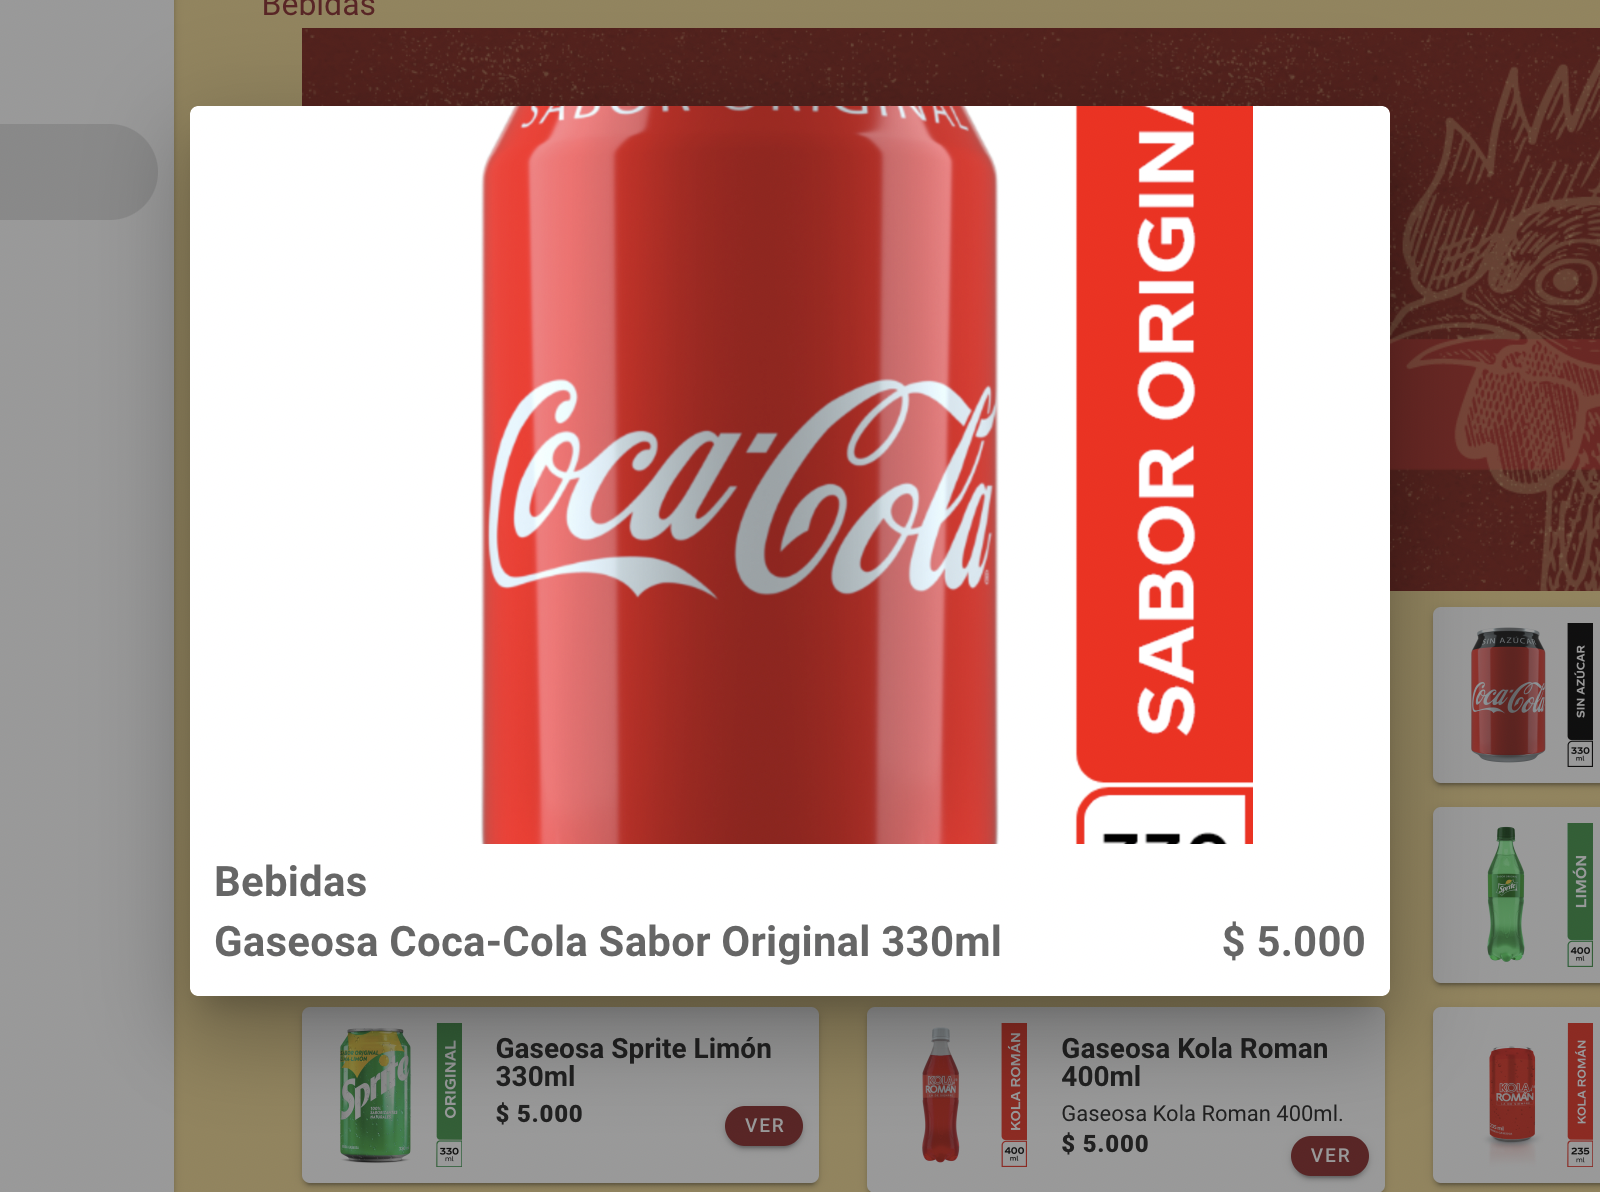 Bebidas
SABOR ORIGINAL
Coca-Cola
SABOR ORIGINA
330
Bebidas
Gaseosa Coca-Cola Sabor Original 330ml
$ 5.000
SIN AZÚCAR
Coca-Cola
SIN AZÚCAR
330
ml
Sprite
LIMÓN
400
ml
Sprite
ORIGINAL
330
ml
Gaseosa Sprite Limón
330ml
$ 5.000
VER
KOLA
ROMÁN
KOLA ROMÁN
400
ml
Gaseosa Kola Roman
400ml
Gaseosa Kola Roman 400ml.
$ 5.000
VER
KOLA
ROMÁN
KOLA ROMÁN
235
ml